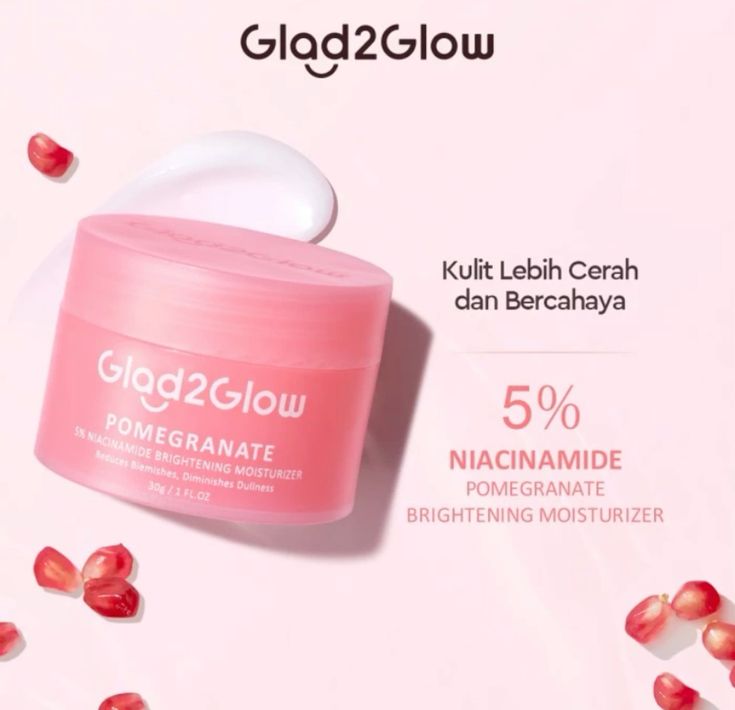 Glad2Glow
Glad2Glow
Kulit Lebih Cerah
dan Bercahaya
Glad2Glow
POMEGRANATE
5% NIACINAMIDE BRIGHTENING MOISTURIZER
Reduces Blemishes, Diminishes Dullness
30g / 1 FL.OZ
5%
NIACINAMIDE
POMEGRANATE
BRIGHTENING MOISTURIZER